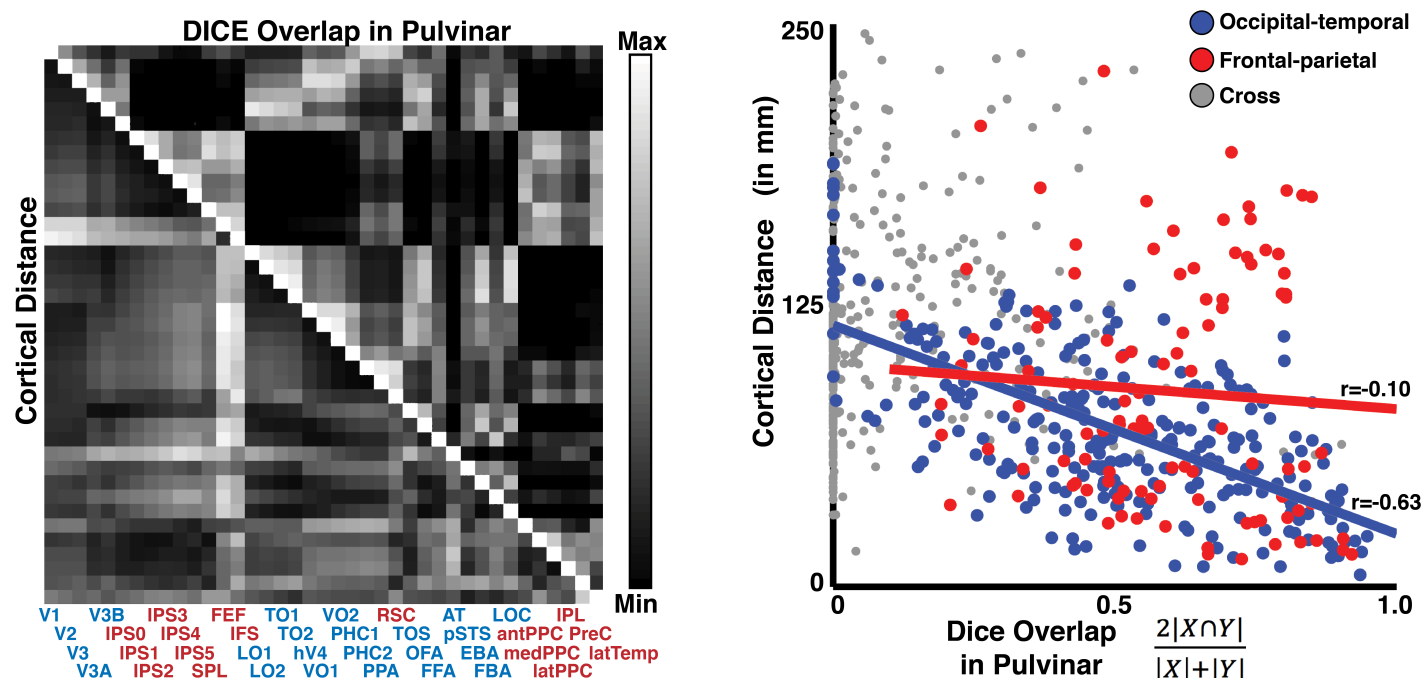 DICE Overlap in Pulvinar
Max
Cortical Distance
Min
V1 V3B IPS3 FEF TO1 VO2 RSC AT LOC IPL
V2 IPS0 IPS4 IFS TO2 PHC1 TOS pSTS antPPC PreC
V3 IPS1 IPS5 LO1 hV4 PHC2 OFA EBA medPPC latTemp
V3A IPS2 SPL LO2 VO1 PPA FFA FBA latPPC
Occipital-temporal
Frontal-parietal
Cross
250
125
0
Cortical Distance (in mm)
r=-0.10
r=-0.63
0 0.5 1.0
Dice Overlap
in Pulvinar
2|X∩Y|
|X|+|Y|